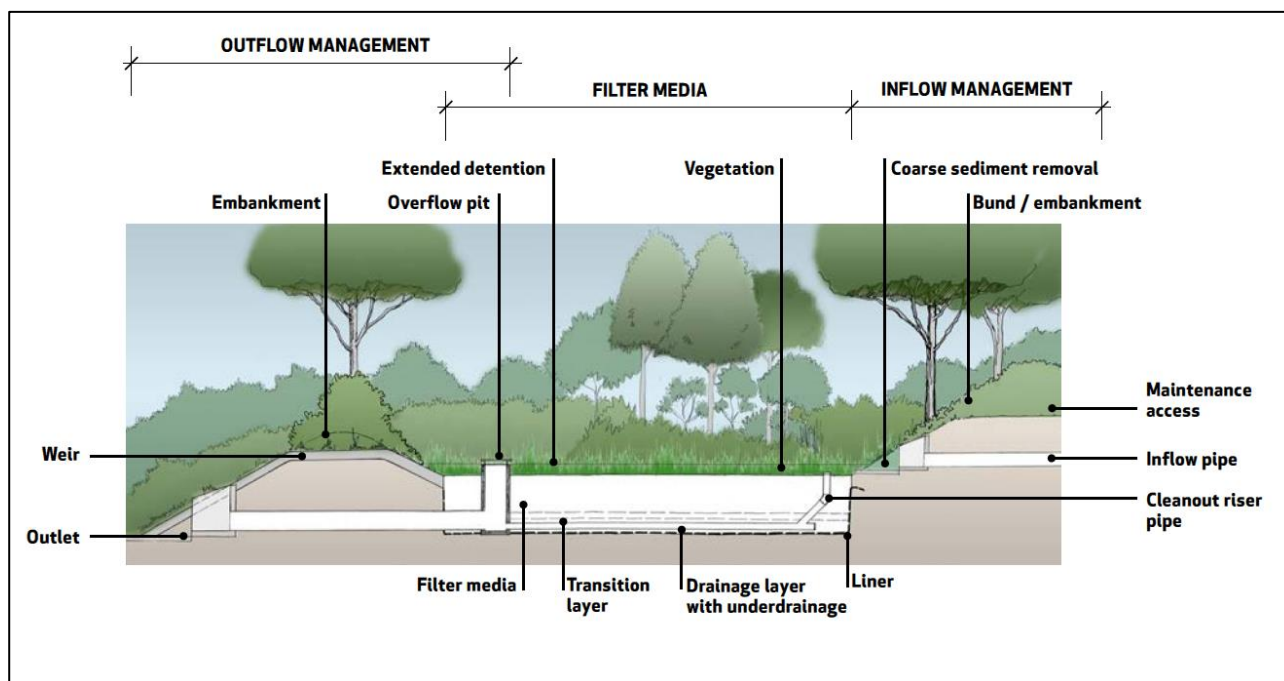 OUTFLOW MANAGEMENT
FILTER MEDIA
INFLOW MANAGEMENT
Extended detention
Vegetation
Coarse sediment removal
Embankment
Overflow pit
Bund / embankment
Maintenance
access
Weir
Inflow pipe
Cleanout riser
pipe
Outlet
Filter media
Transition
layer
Drainage layer
with underdrainage
Liner